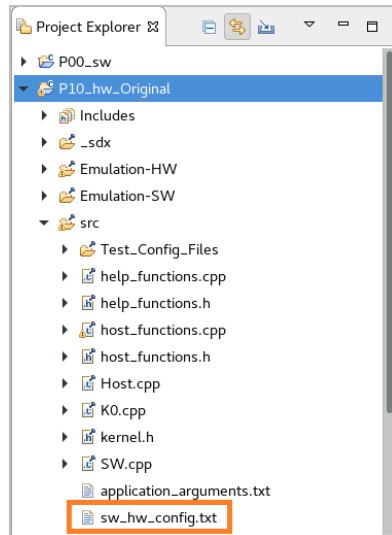 Project Explorer
P00_sw
P10_hw_Original
Includes
_sdx
Emulation-HW
Emulation-SW
src
Test_Config_Files
help_functions.cpp
help_functions.h
host_functions.cpp
host_functions.h
Host.cpp
K0.cpp
kernel.h
SW.cpp
application_arguments.txt
sw_hw_config.txt